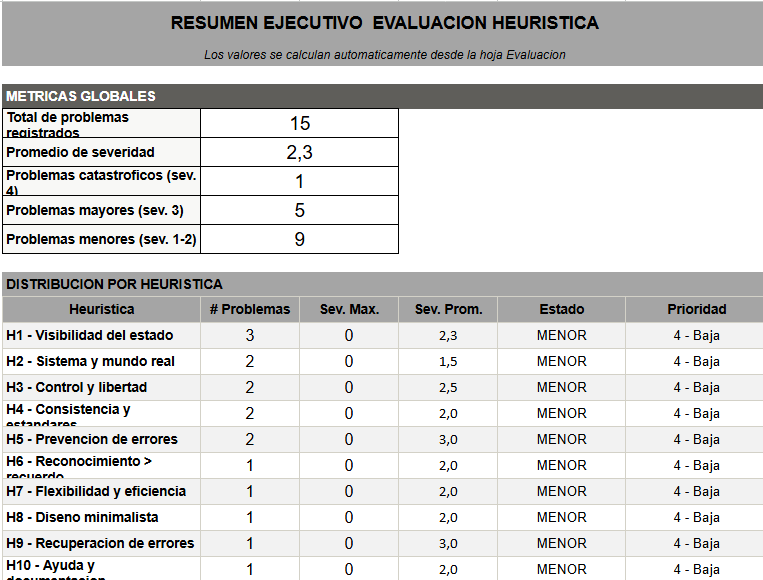 RESUMEN EJECUTIVO EVALUACION HEURISTICA
Los valores se calculan automaticamente desde la hoja Evaluacion
METRICAS GLOBALES
Total de problemas
registrados 15
Promedio de severidad 2,3
Problemas catastroficos (sev.
4) 1
Problemas mayores (sev. 3) 5
Problemas menores (sev. 1-2) 9
DISTRIBUCION POR HEURISTICA
Heuristica # Problemas Sev. Max. Sev. Prom. Estado Prioridad
H1 - Visibilidad del estado 3 0 2,3 MENOR 4 - Baja
H2 - Sistema y mundo real 2 0 1,5 MENOR 4 - Baja
H3 - Control y libertad 2 0 2,5 MENOR 4 - Baja
H4 - Consistencia y
estandares 2 0 2,0 MENOR 4 - Baja
H5 - Prevencion de errores 2 0 3,0 MENOR 4 - Baja
H6 - Reconocimiento >
recuerdo 1 0 2,0 MENOR 4 - Baja
H7 - Flexibilidad y eficiencia 1 0 2,0 MENOR 4 - Baja
H8 - Diseno minimalista 1 0 2,0 MENOR 4 - Baja
H9 - Recuperacion de errores 1 0 3,0 MENOR 4 - Baja
H10 - Ayuda y
documentacion 1 0 2,0 MENOR 4 - Baja